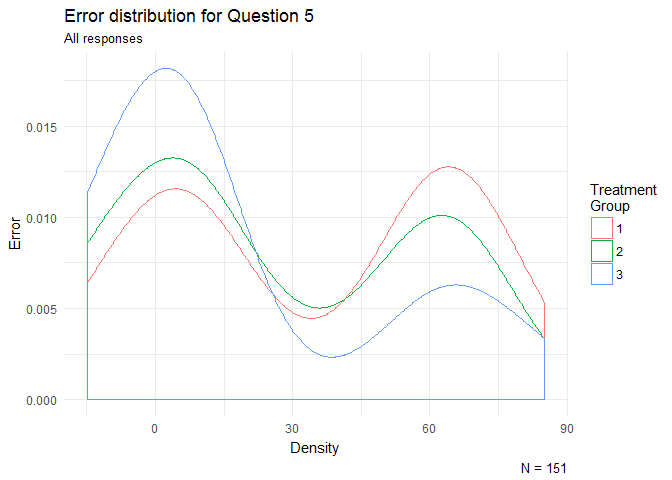 Error distribution for Question 5
All responses
0.015
0.010
0.005
0.000
Error
0
30
60
90
Density
Treatment
Group
1
2
3
N = 151